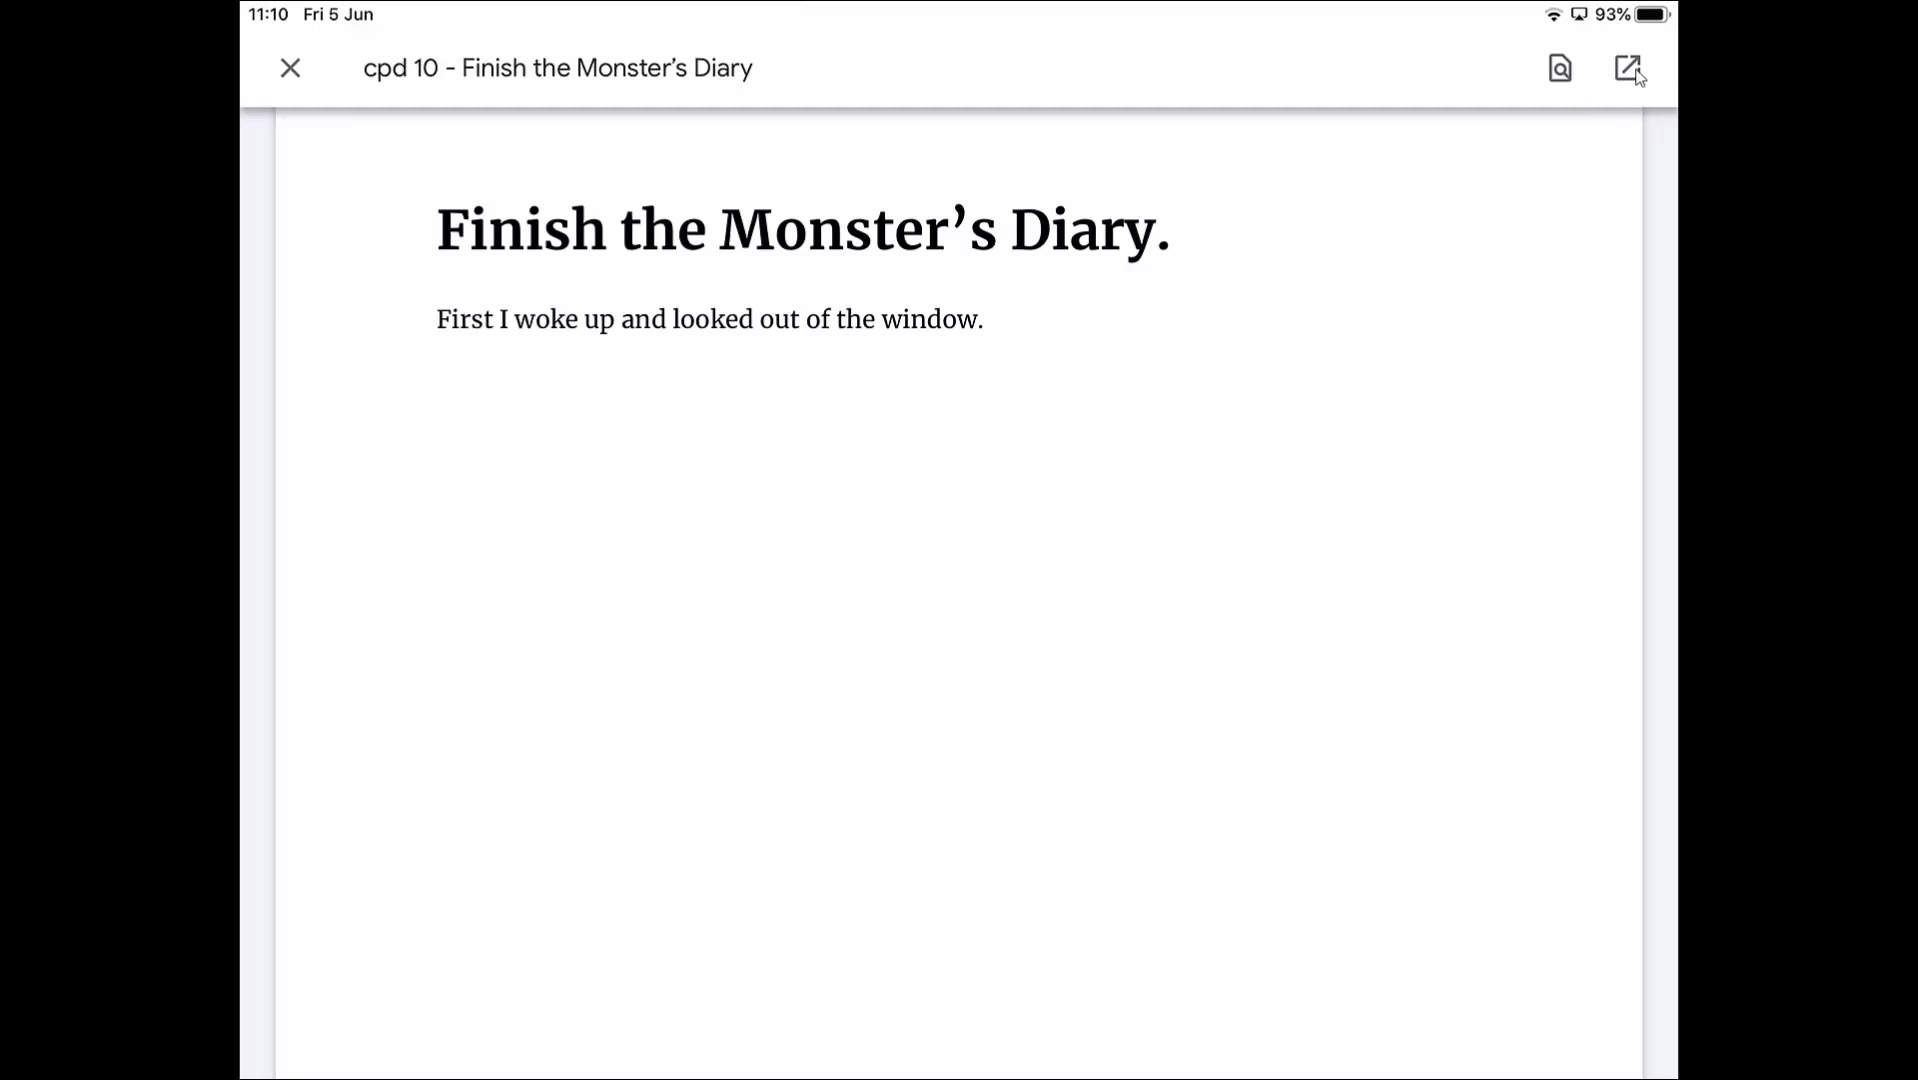 11:10 Fri 5 Jun 93%
cpd 10 - Finish the Monster’s Diary
Finish the Monster’s Diary.
First I woke up and looked out of the window.